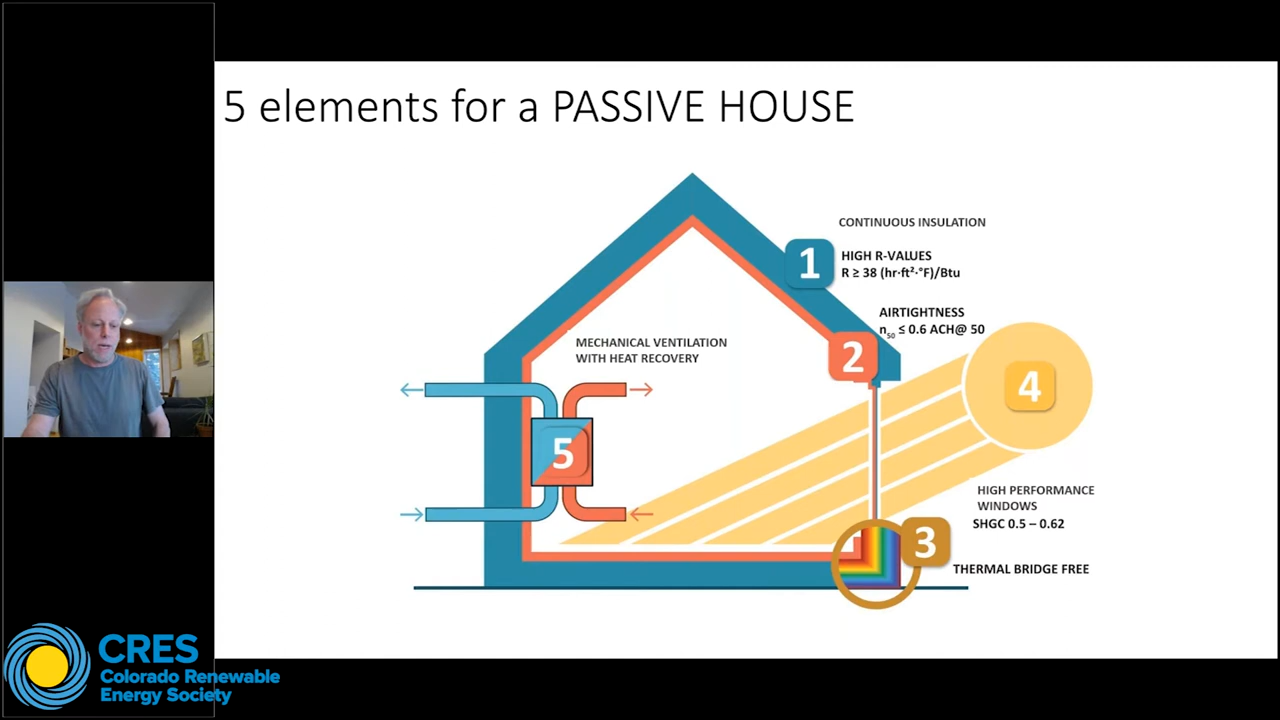 5 elements for a PASSIVE HOUSE
CONTINUOUS INSULATION
1
HIGH R-VALUES
R ≥ 38 (hr·ft²·°F)/Btu
AIRTIGHTNESS
n50 ≤ 0.6 ACH@ 50
2
MECHANICAL VENTILATION
WITH HEAT RECOVERY
4
5
HIGH PERFORMANCE
WINDOWS
SHGC 0.5 – 0.62
3
THERMAL BRIDGE FREE
CRES
Colorado Renewable
Energy Society